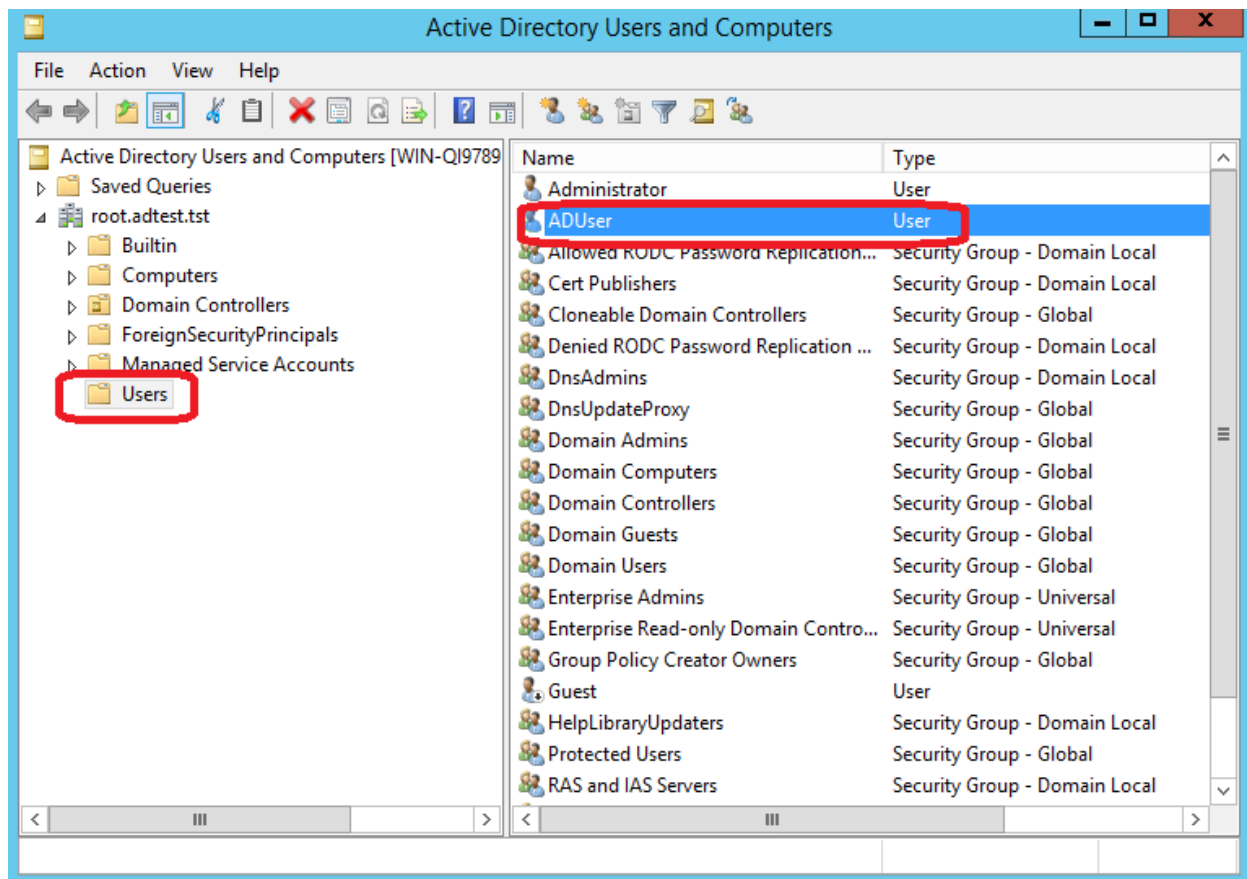 Active Directory Users and Computers
File Action View Help
Active Directory Users and Computers [WIN-QI9789
Saved Queries
root.adtest.tst
Builtin
Computers
Domain Controllers
ForeignSecurityPrincipals
Managed Service Accounts
Users
Name Type
Administrator User
ADUser User
Allowed RODC Password Replication... Security Group - Domain Local
Cert Publishers Security Group - Domain Local
Cloneable Domain Controllers Security Group - Global
Denied RODC Password Replication ... Security Group - Domain Local
DnsAdmins Security Group - Domain Local
DnsUpdateProxy Security Group - Global
Domain Admins Security Group - Global
Domain Computers Security Group - Global
Domain Controllers Security Group - Global
Domain Guests Security Group - Global
Domain Users Security Group - Global
Enterprise Admins Security Group - Universal
Enterprise Read-only Domain Contro... Security Group - Universal
Group Policy Creator Owners Security Group - Global
Guest User
HelpLibraryUpdaters Security Group - Domain Local
Protected Users Security Group - Global
RAS and IAS Servers Security Group - Domain Local